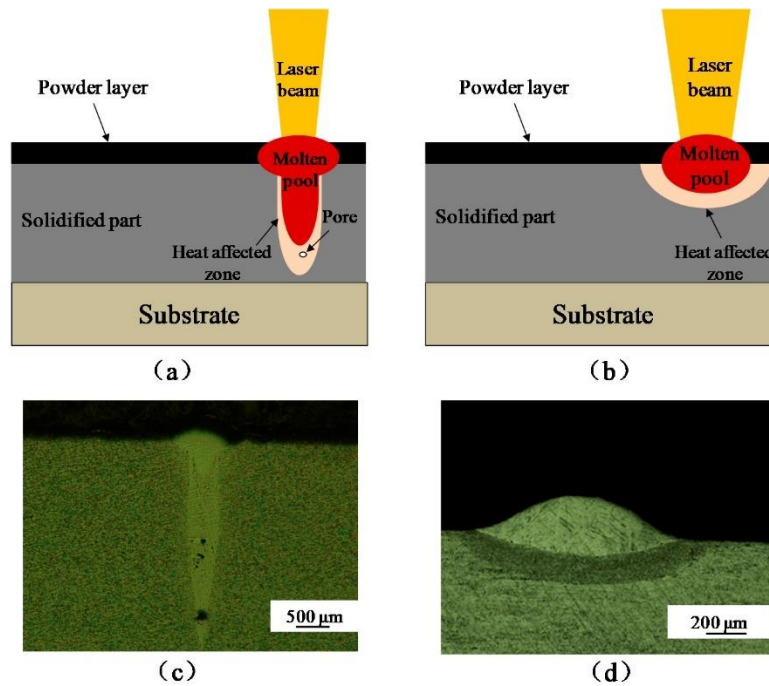 Laser
beam
Powder layer
Molten
pool
Solidified part
Pore
Heat affected
zone
Substrate
(a)
Laser
beam
Powder layer
Molten
pool
Solidified part
Heat affected
zone
Substrate
(b)
500 μm
(c)
200 μm
(d)